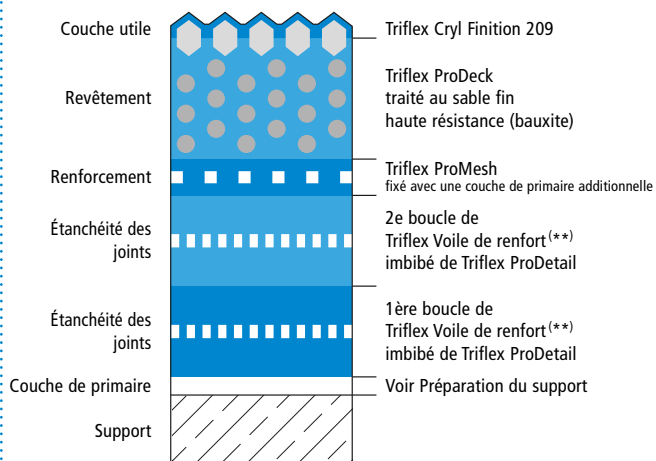 Couche utile
Triflex Cryl Finition 209
Revêtement
Triflex ProDeck
traité au sable fin
haute résistance (bauxite)
Renforcement
Triflex ProMesh
fixé avec une couche de primaire additionnelle
Étanchéité des
joints
2e boucle de
Triflex Voile de renfort(**)
imbibé de Triflex ProDetail
Étanchéité des
joints
1ère boucle de
Triflex Voile de renfort(**)
imbibé de Triflex ProDetail
Couche de primaire
Voir Préparation du support
Support